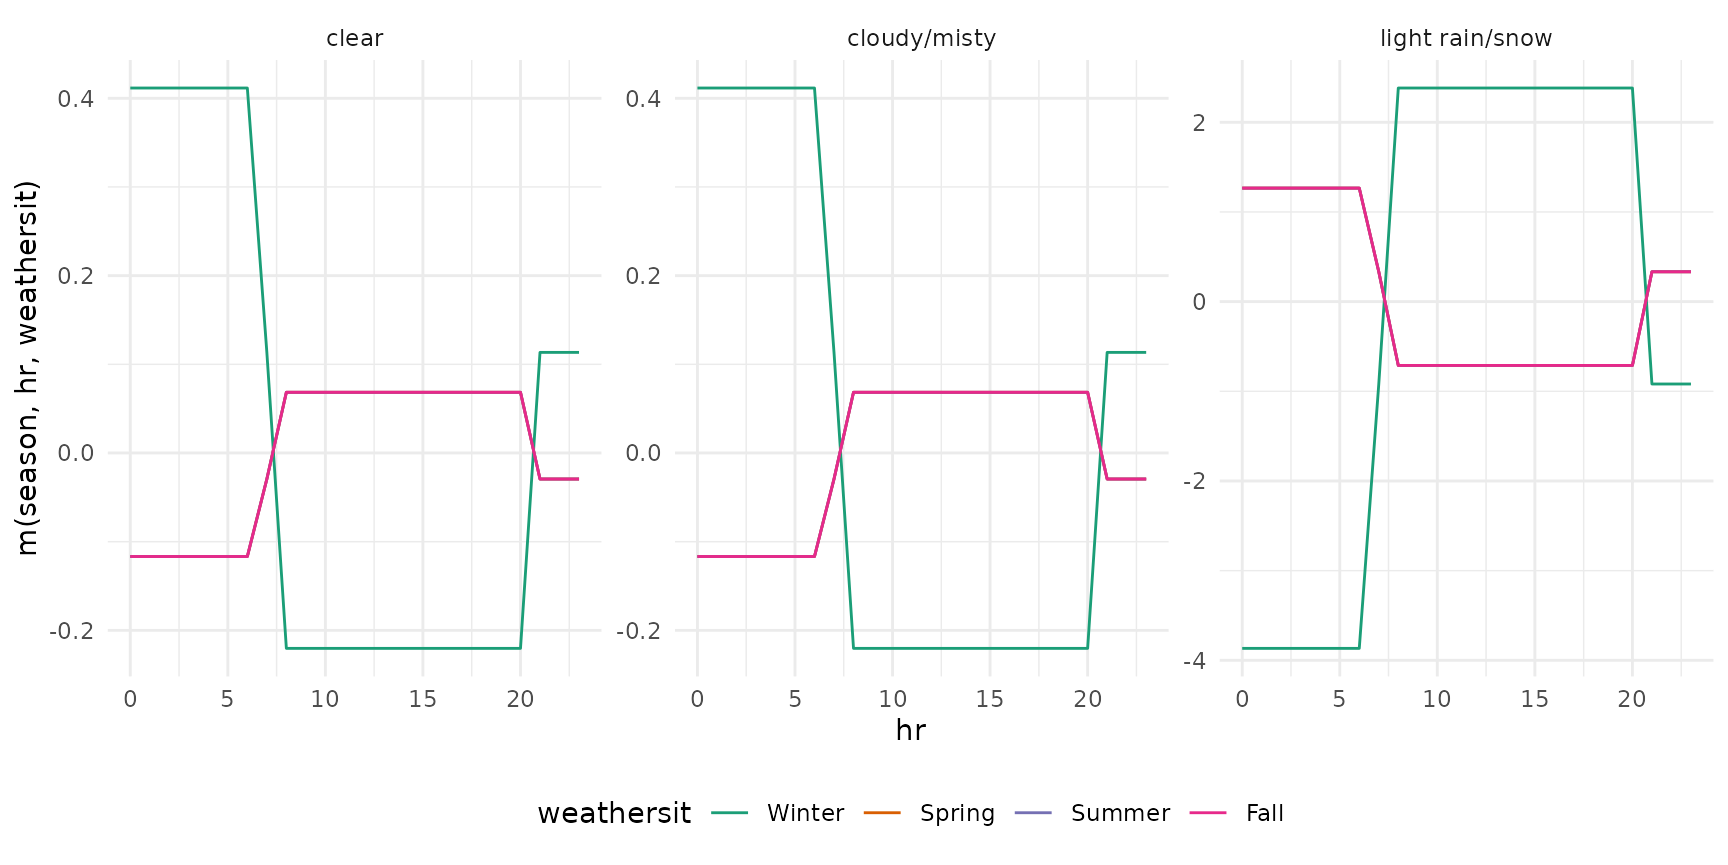 clear cloudy/misty light rain/snow
m(season, hr, weathersit)
0.4
0.2
0.0
-0.2
0.4
0.2
0.0
-0.2
2
0
-2
-4
0 5 10 15 20
0 5 10 15 20
0 5 10 15 20
hr
weathersit Winter Spring Summer Fall